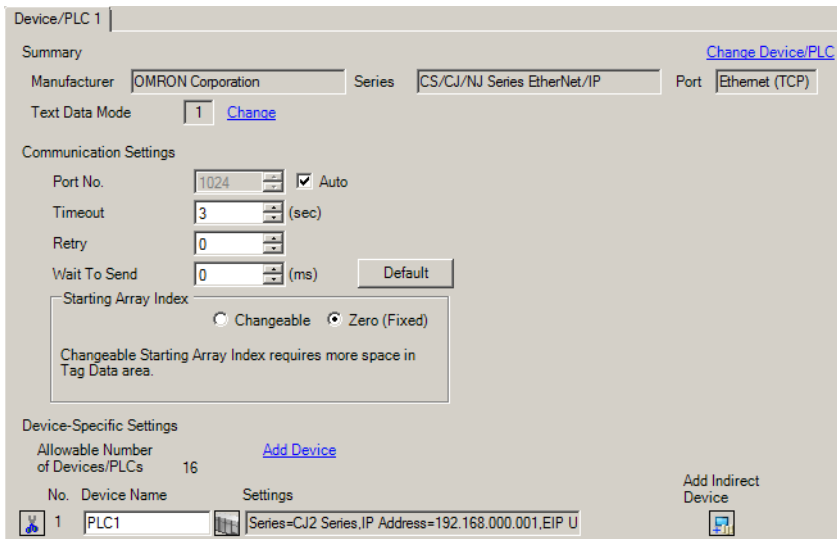 Device/PLC 1
Summary
Change Device/PLC
Manufacturer OMRON Corporation Series CS/CJ/NJ Series EtherNet/IP Port Ethernet (TCP)
Text Data Mode 1 Change
Communication Settings
Port No. 1024 Auto
Timeout 3 (sec)
Retry 0
Wait To Send 0 (ms) Default
Starting Array Index
Changeable Zero (Fixed)
Changeable Starting Array Index requires more space in
Tag Data area.
Device-Specific Settings
Allowable Number Add Device
of Devices/PLCs 16
Add Indirect
Device
No. Device Name Settings
1 PLC1 Series=CJ2 Series,IP Address=192.168.000.001,EIP U